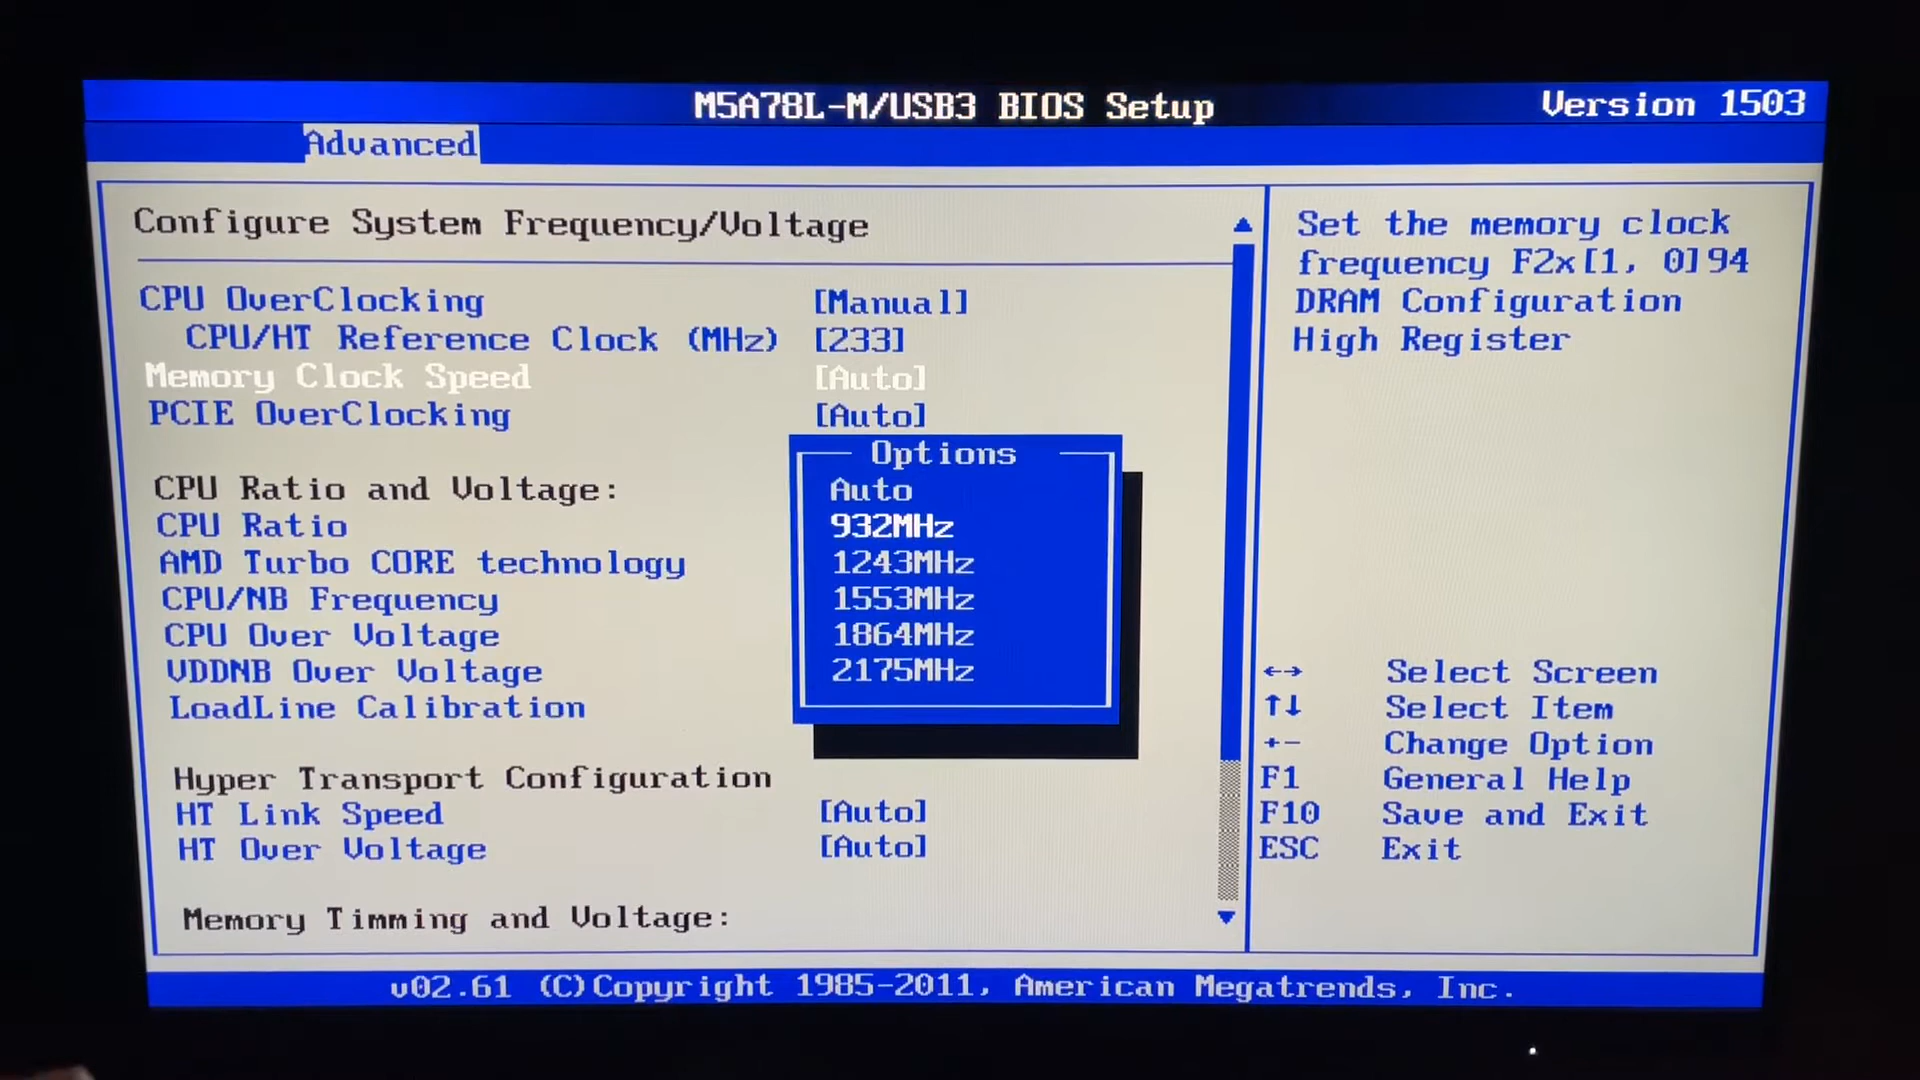 M5A78L-M/USB3 BIOS Setup Version 1503
Advanced
Configure System Frequency/Voltage
CPU OverClocking [Manual]
CPU/HT Reference Clock (MHz) [233]
Memory Clock Speed [Auto]
PCIE OverClocking [Auto]
CPU Ratio and Voltage:
CPU Ratio
AMD Turbo CORE technology
CPU/NB Frequency
CPU Over Voltage
VDDNB Over Voltage
LoadLine Calibration
Hyper Transport Configuration
HT Link Speed [Auto]
HT Over Voltage [Auto]
Memory Timming and Voltage:
Options
Auto
932MHz
1243MHz
1553MHz
1864MHz
2175MHz
Set the memory clock
frequency F2x[1, 0]94
DRAM Configuration
High Register
←→ Select Screen
↑↓ Select Item
+- Change Option
F1 General Help
F10 Save and Exit
ESC Exit
v02.61 (C)Copyright 1985-2011, American Megatrends, Inc.